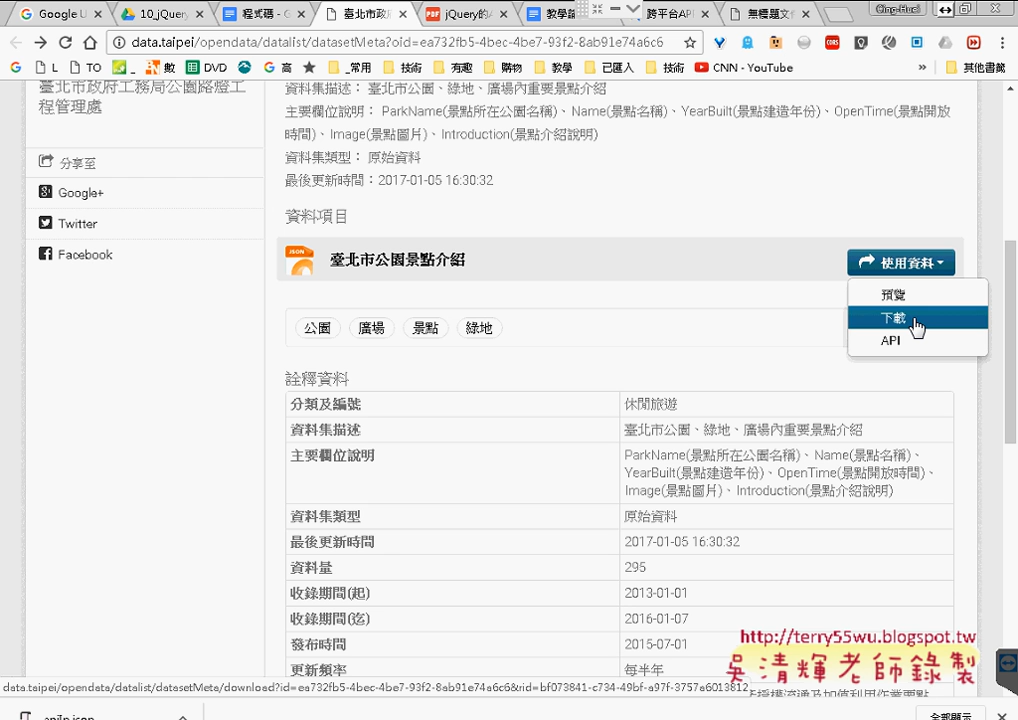 Google U
10_jQuery
程式碼 - G
臺北市政府
jQuery的A
教學部
跨平台API
無標題文
Ching-Huei
data.taipei/opendata/datalist/datasetMeta?oid=ea732fb5-4bec-4be7-93f2-8ab91e74a6c6
L
TO
數
DVD
高
_常用
技術
有趣
購物
教學
已匯入
技術
CNN - YouTube
»
其他書籤
臺北市政府工務局公園路燈工
程管理處
分享至
Google+
Twitter
Facebook
資料集描述： 臺北市公園、綠地、廣場內重要景點介紹
主要欄位說明： ParkName(景點所在公園名稱)、Name(景點名稱)、YearBuilt(景點建造年份)、OpenTime(景點開放
時間)、Image(景點圖片)、Introduction(景點介紹說明)
資料集類型： 原始資料
最後更新時間：2017-01-05 16:30:32
資料項目
JSON
臺北市公園景點介紹
使用資料
預覽
下載
API
公園
廣場
景點
綠地
詮釋資料
分類及編號 休閒旅遊
資料集描述 臺北市公園、綠地、廣場內重要景點介紹
主要欄位說明 ParkName(景點所在公園名稱)、Name(景點名稱)、
YearBuilt(景點建造年份)、OpenTime(景點開放時間)、
Image(景點圖片)、Introduction(景點介紹說明)
資料集類型 原始資料
最後更新時間 2017-01-05 16:30:32
資料量 295
收錄期間(起) 2013-01-01
收錄期間(迄) 2016-01-07
發布時間 2015-07-01
更新頻率 每半年
http://terry55wu.blogspot.tw
吳清輝老師錄製
data.taipei/opendata/datalist/datasetMeta/download?id=ea732fb5-4bec-4be7-93f2-8ab91e74a6c6&rid=bf073841-c734-49bf-a97f-3757a6013812
全部顯示